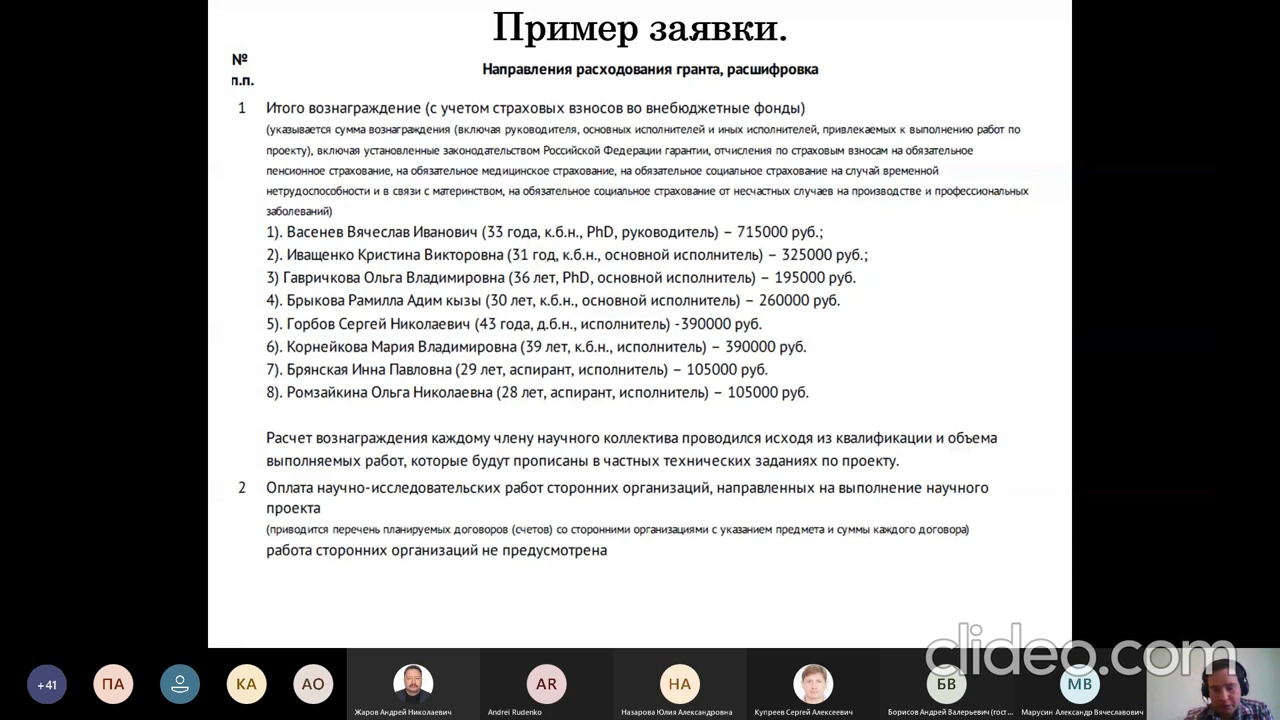 Пример заявки.
№
п.п.
Направления расходования гранта, расшифровка
1 Итого вознаграждение (с учетом страховых взносов во внебюджетные фонды)
(указывается сумма вознаграждения (включая руководителя, основных исполнителей и иных исполнителей, привлекаемых к выполнению работ по
проекту), включая установленные законодательством Российской Федерации гарантии, отчисления по страховым взносам на обязательное
пенсионное страхование, на обязательное медицинское страхование, на обязательное социальное страхование на случай временной
нетрудоспособности и в связи с материнством, на обязательное социальное страхование от несчастных случаев на производстве и профессиональных
заболеваний)
1). Васенев Вячеслав Иванович (33 года, к.б.н., PhD, руководитель) – 715000 руб.;
2). Иващенко Кристина Викторовна (31 год, к.б.н., основной исполнитель) – 325000 руб.;
3) Гавричкова Ольга Владимировна (36 лет, PhD, основной исполнитель) – 195000 руб.
4). Брыкова Рамилла Адим кызы (30 лет, к.б.н., основной исполнитель) – 260000 руб.
5). Горбов Сергей Николаевич (43 года, д.б.н., исполнитель) -390000 руб.
6). Корнейкова Мария Владимировна (39 лет, к.б.н., исполнитель) – 390000 руб.
7). Брянская Инна Павловна (29 лет, аспирант, исполнитель) – 105000 руб.
8). Ромзайкина Ольга Николаевна (28 лет, аспирант, исполнитель) – 105000 руб.
Расчет вознаграждения каждому члену научного коллектива проводился исходя из квалификации и объема
выполняемых работ, которые будут прописаны в частных технических заданиях по проекту.
2 Оплата научно-исследовательских работ сторонних организаций, направленных на выполнение научного
проекта
(приводится перечень планируемых договоров (счетов) со сторонними организациями с указанием предмета и суммы каждого договора)
работа сторонних организаций не предусмотрена
clideo.com
+41 ПА КА АО AR НА БВ МВ
Жаров Андрей Николаевич Andrei Rudenko Назарова Юлия Александровна Купреев Сергей Алексеевич Борисов Андрей Валерьевич (гост... Марусин Александр Вячеславович